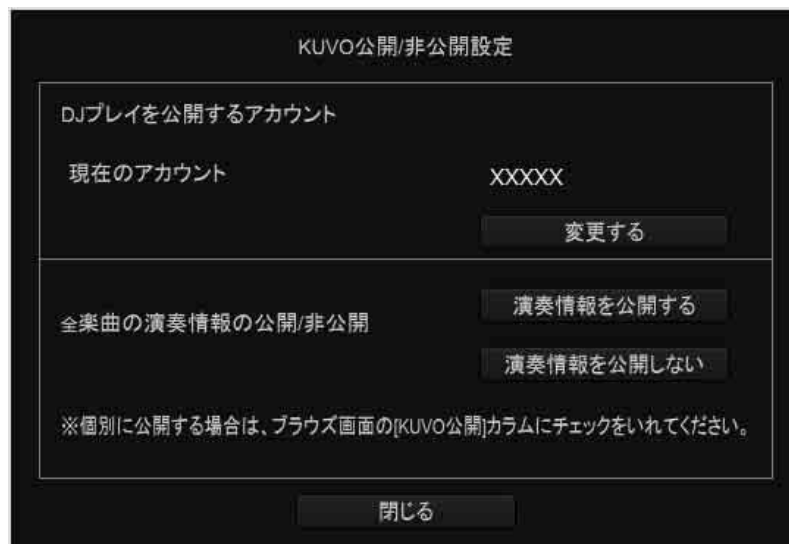 KUVO公開/非公開設定
DJプレイを公開するアカウント
現在のアカウント
XXXXX
変更する
演奏情報を公開する
全楽曲の演奏情報の公開/非公開
演奏情報を公開しない
※個別に公開する場合は、ブラウズ画面の[KUVO公開]カラムにチェックをいれてください。
閉じる